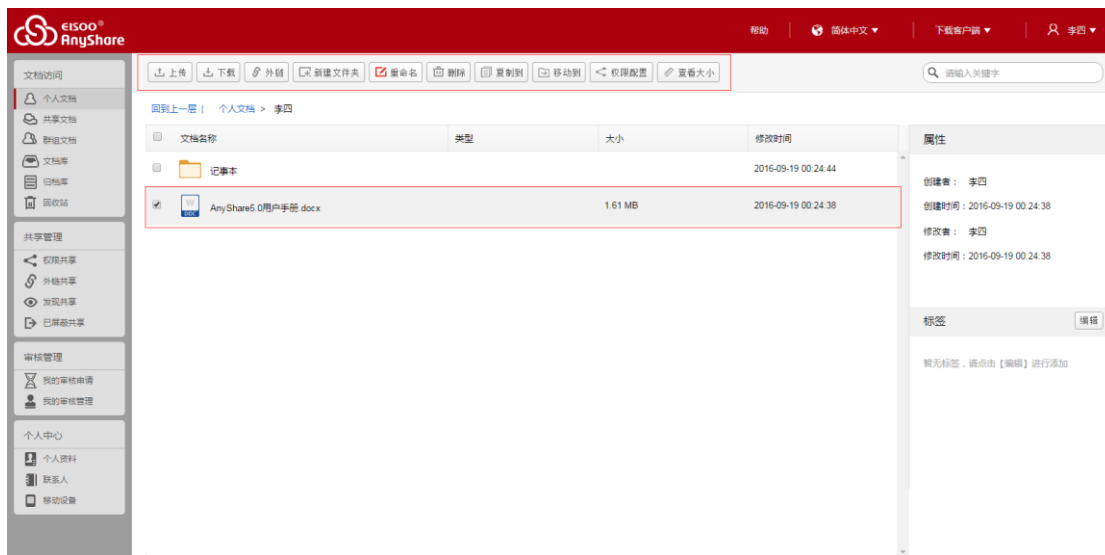 EISOO®
AnyShare
帮助
简体中文 ▼
下载客户端 ▼
李四 ▼
文档访问
个人文档
共享文档
群组文档
文档库
归档库
回收站
共享管理
权限共享
外链共享
发现共享
已屏蔽共享
审核管理
我的审核申请
我的审核管理
个人中心
个人资料
联系人
移动设备
上传 下载 外链 新建文件夹 重命名 删除 复制到 移动到 权限配置 查看大小
请输入关键字
回到上一层 | 个人文档 > 李四
文档名称 类型 大小 修改时间
记事本 2016-09-19 00:24:44
W DOC AnyShare5.0用户手册.docx 1.61 MB 2016-09-19 00:24:38
属性
创建者: 李四
创建时间:2016-09-19 00:24:38
修改者: 李四
修改时间:2016-09-19 00:24:38
标签 编辑
暂无标签,请点击【编辑】进行添加